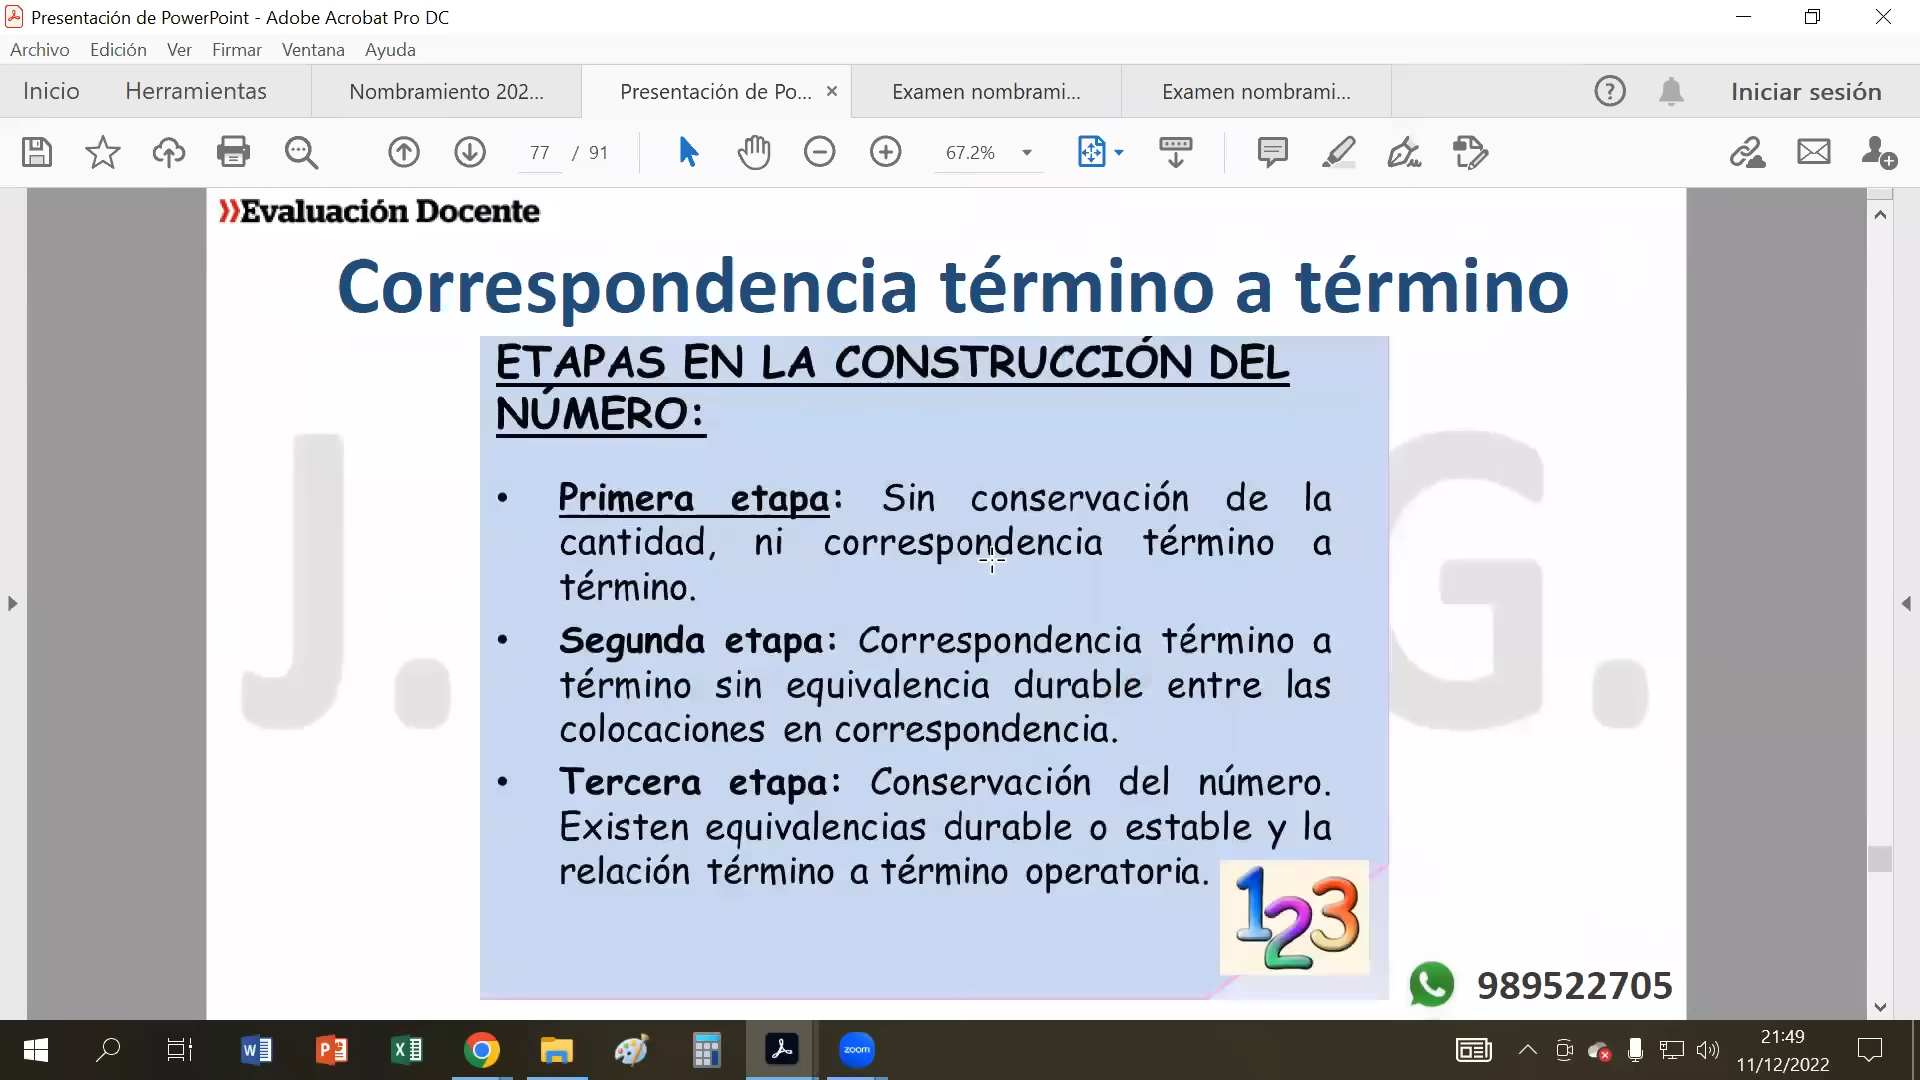 Presentación de PowerPoint - Adobe Acrobat Pro DC
Archivo Edición Ver Firmar Ventana Ayuda
Inicio Herramientas Nombramiento 202... Presentación de Po... × Examen nombrami... Examen nombrami... Iniciar sesión
77 / 91 67.2%
Evaluación Docente
Correspondencia término a término
ETAPAS EN LA CONSTRUCCIÓN DEL
NÚMERO:
• Primera etapa: Sin conservación de la
cantidad, ni correspondencia término a
término.
• Segunda etapa: Correspondencia término a
término sin equivalencia durable entre las
colocaciones en correspondencia.
• Tercera etapa: Conservación del número.
Existen equivalencias durable o estable y la
relación término a término operatoria.
123
J. G.
989522705
zoom
21:49
11/12/2022